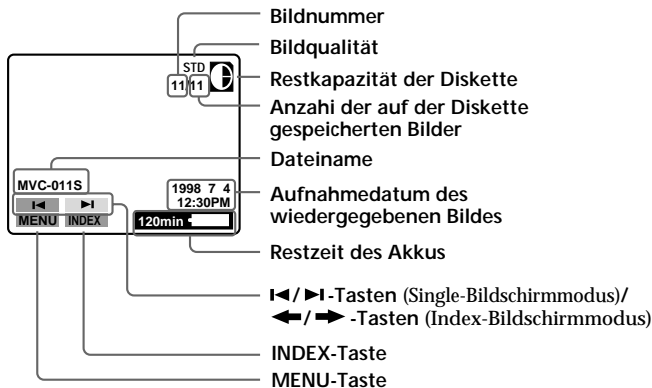 Bildnummer
Bildqualität
STD
11/11
Restkapazität der Diskette
Anzahi der auf der Diskette
gespeicherten Bilder
Dateiname
MVC-011S
1998 7 4
12:30PM
Aufnahmedatum des
wiedergegebenen Bildes
MENU INDEX
120min
Restzeit des Akkus
/ -Tasten (Single-Bildschirmmodus)/
/ -Tasten (Index-Bildschirmmodus)
INDEX-Taste
MENU-Taste